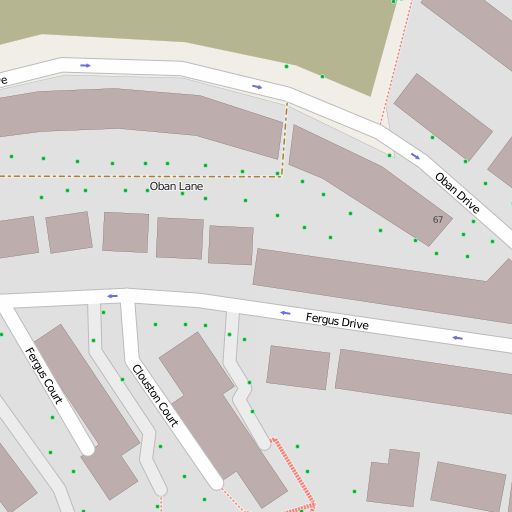 Oban Lane
Oban Drive
67
Fergus Drive
Fergus Court
Clouston Court